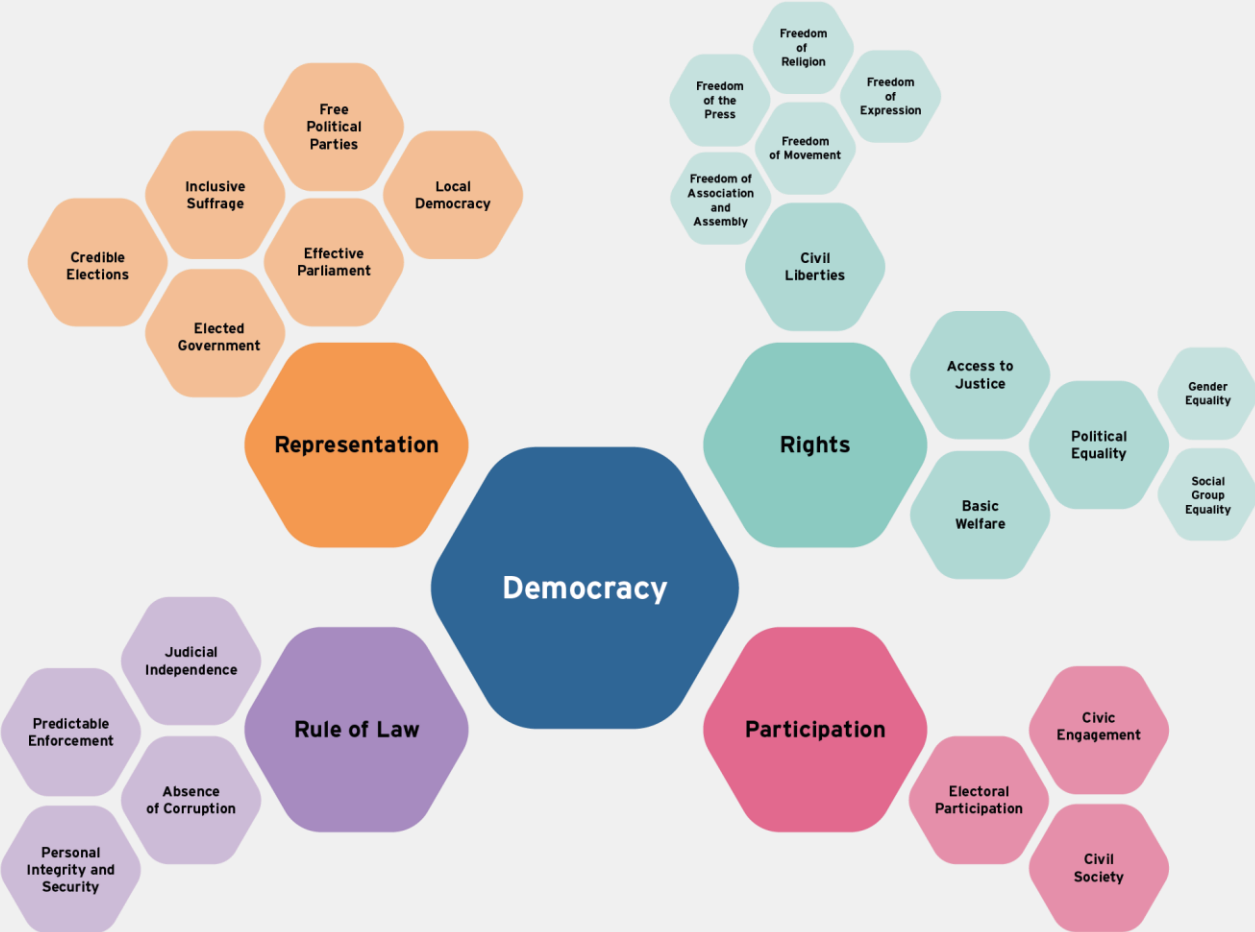 Freedom
of
Religion
Freedom
of the
Press
Freedom
of
Expression
Freedom
of Movement
Freedom of
Association
and
Assembly
Civil
Liberties
Free
Political
Parties
Inclusive
Suffrage
Local
Democracy
Credible
Elections
Effective
Parliament
Elected
Government
Representation
Rights
Access to
Justice
Gender
Equality
Political
Equality
Social
Group
Equality
Basic
Welfare
Democracy
Judicial
Independence
Predictable
Enforcement
Rule of Law
Absence
of Corruption
Personal
Integrity and
Security
Participation
Civic
Engagement
Electoral
Participation
Civil
Society